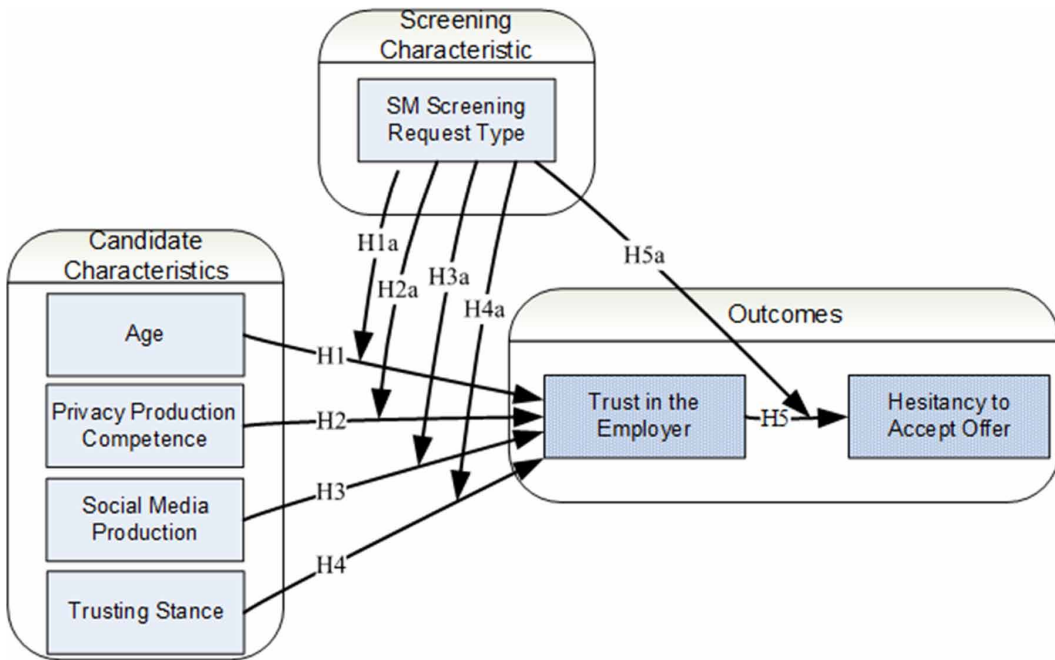 Screening
Characteristic
SM Screening
Request Type
H1a
H2a
H3a
H4a
H5a
Candidate
Characteristics
Age
Privacy Production
Competence
Social Media
Production
Trusting Stance
H1
H2
H3
H4
Outcomes
Trust in the
Employer
H5
Hesitancy to
Accept Offer